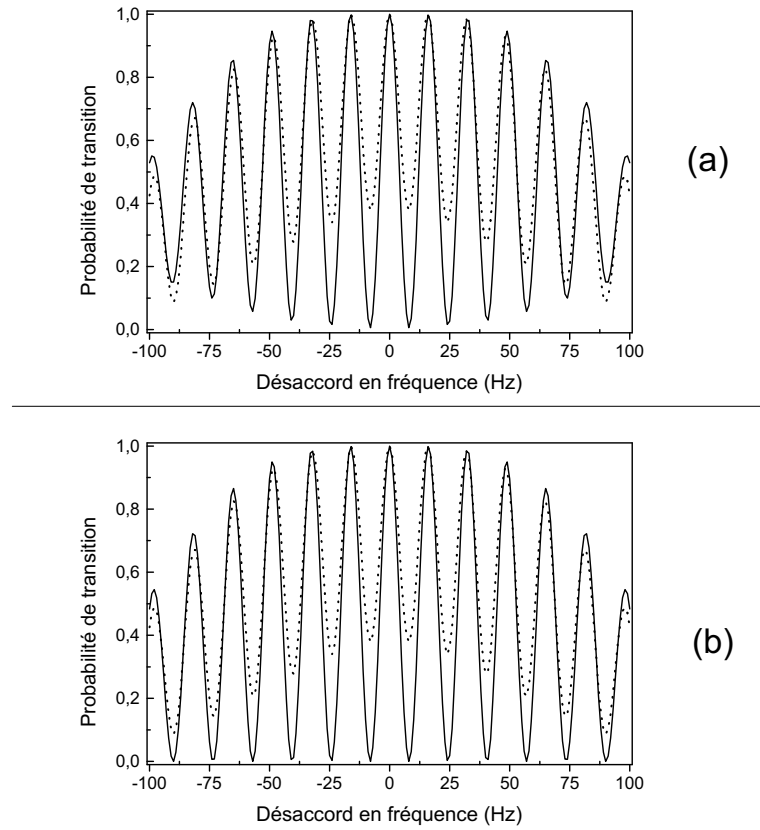 1,0
0,8
0,6
0,4
0,2
0,0
Probabilité de transition
-100 -75 -50 -25 0 25 50 75 100
Désaccord en fréquence (Hz)
(a)
1,0
0,8
0,6
0,4
0,2
0,0
Probabilité de transition
-100 -75 -50 -25 0 25 50 75 100
Désaccord en fréquence (Hz)
(b)